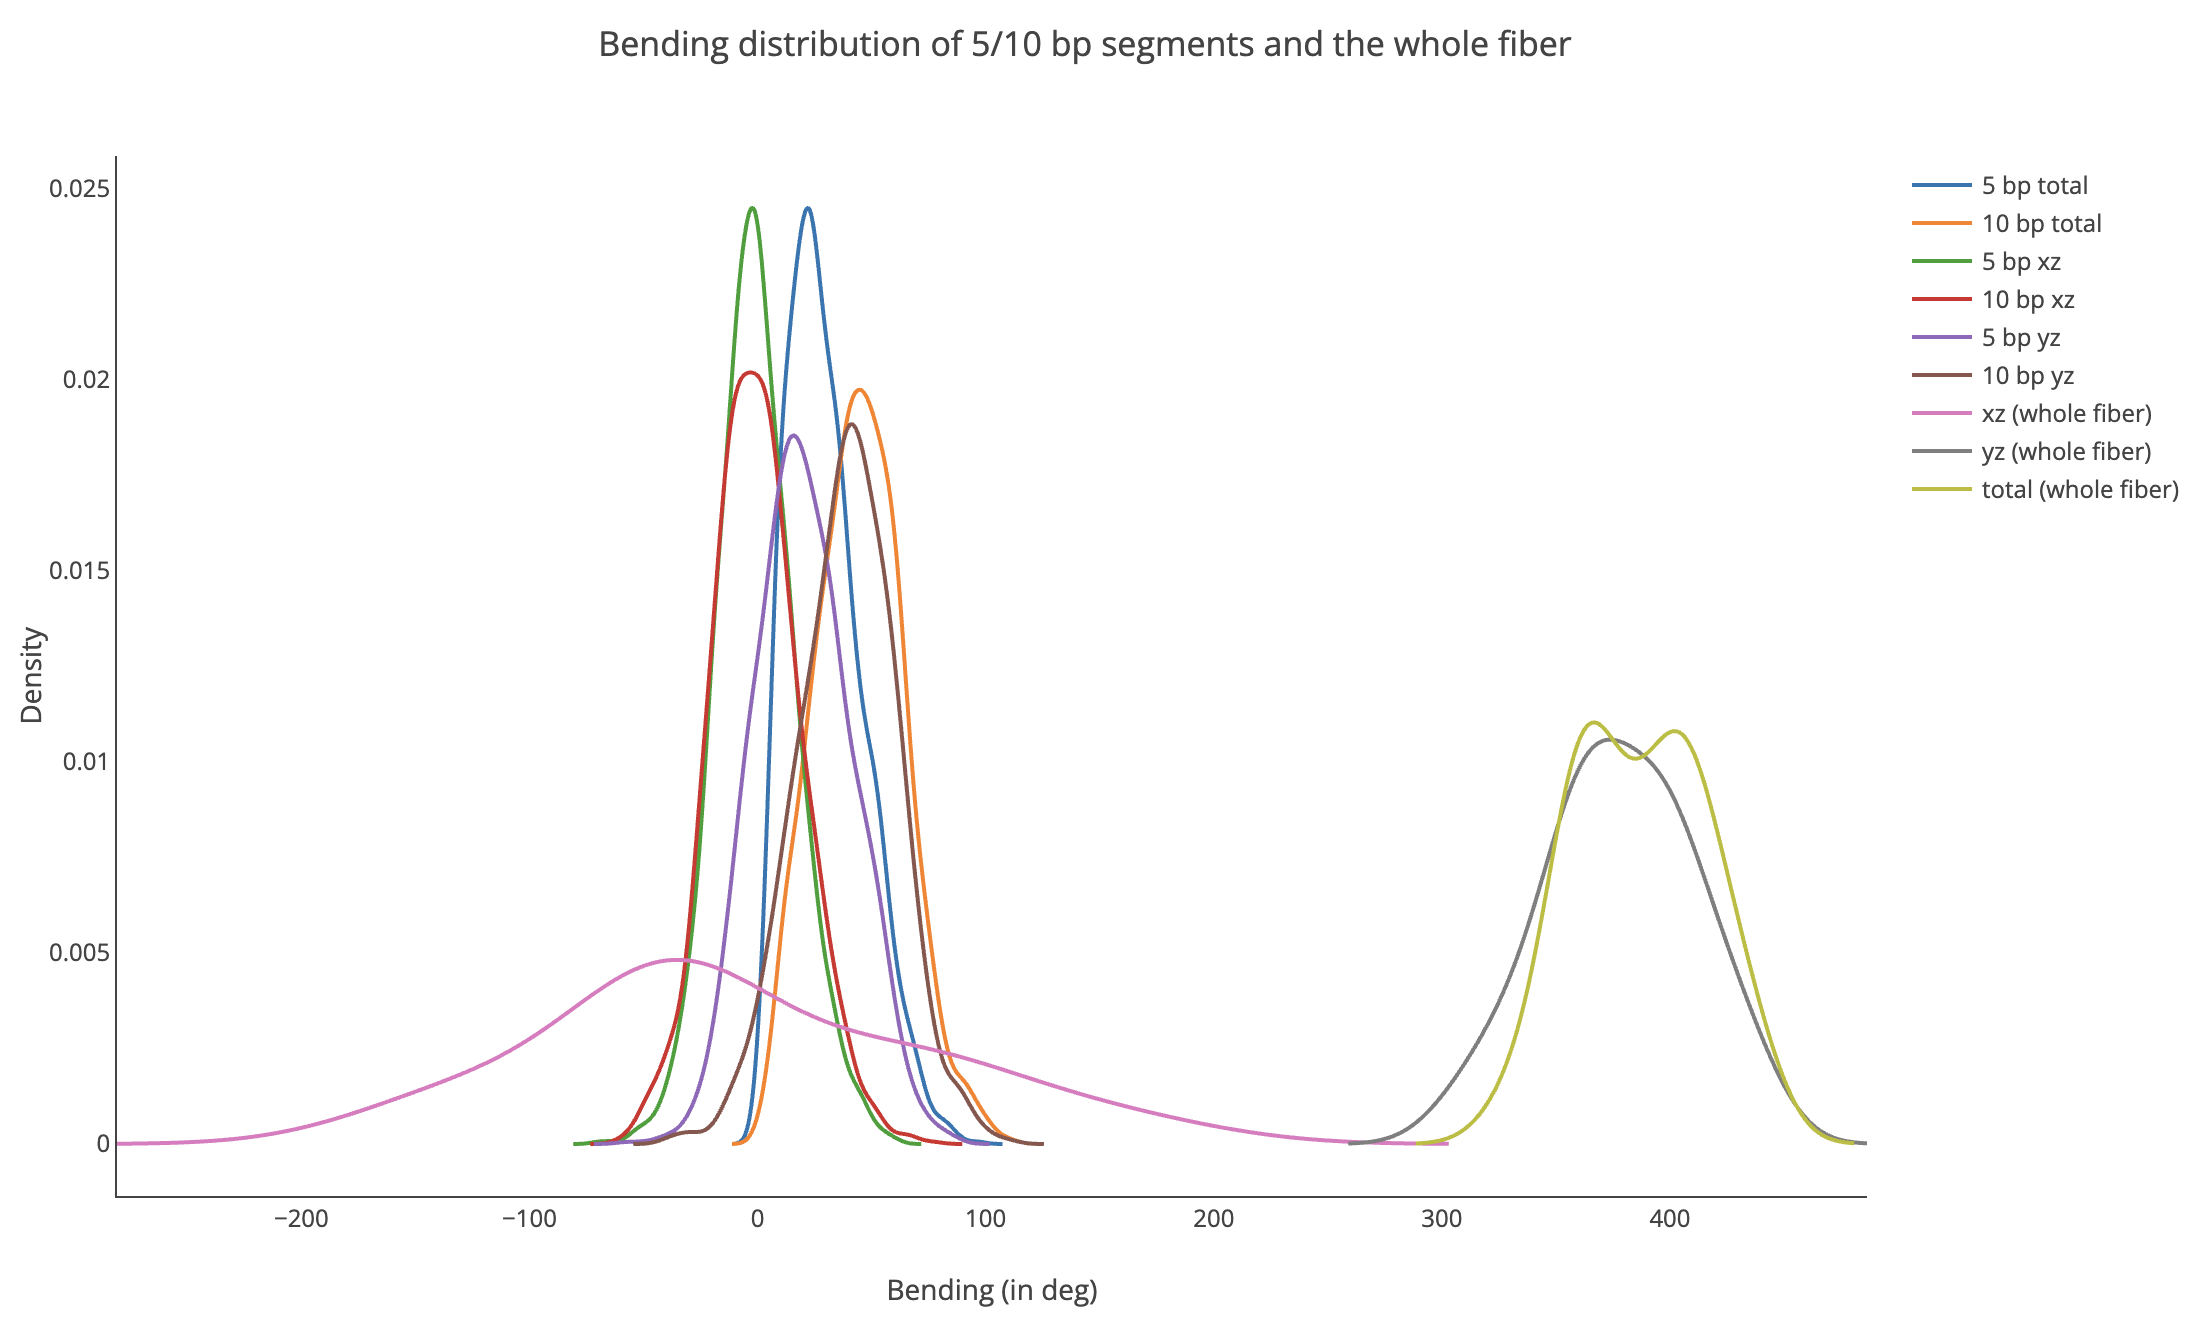 Bending distribution of 5/10 bp segments and the whole fiber
0.025
0.02
0.015
0.01
0.005
0
Density
−200
−100
0
100
200
300
400
Bending (in deg)
5 bp total
10 bp total
5 bp xz
10 bp xz
5 bp yz
10 bp yz
xz (whole fiber)
yz (whole fiber)
total (whole fiber)